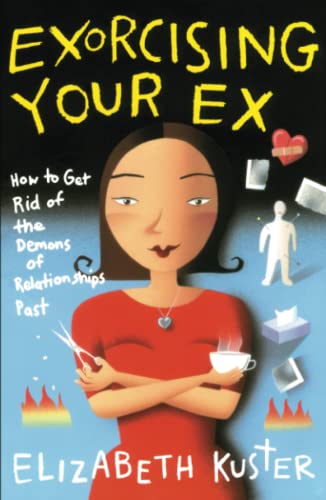 EXORCISING
YOUR EX
How to Get
Rid of
the
Demons
of
Relationships
Past
ELIZABETH KUSTER